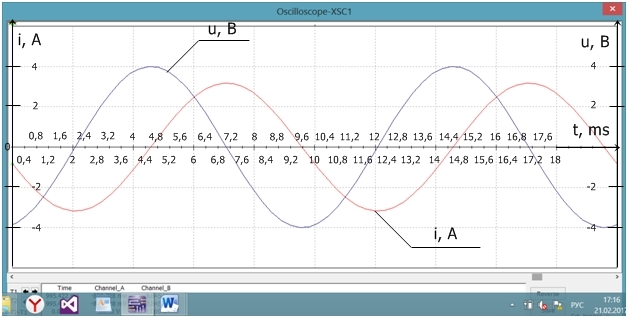 Oscilloscope-XSC1
i, A
u, B
u, B
4
4
2
2
0,8 1,6 2,4 3,2 4,8 5,6 6,4 7,2 8 8,8 9,6 10,4 11,2 12 12,8 13,6 14,4 15,2 16 16,8 17,6
t, ms
0
0
0,4 1,2 2 2,8 3,6 4,4 5,2 6 6,8 7,6 8,4 9,2 10 10,8 11,6 12,4 13,2 14 14,8 15,6 16,4 17,2 18
-2
-2
-4
-4
i, A
Time Channel_A Channel_B
Reverse
РУС
17:16
21.02.201